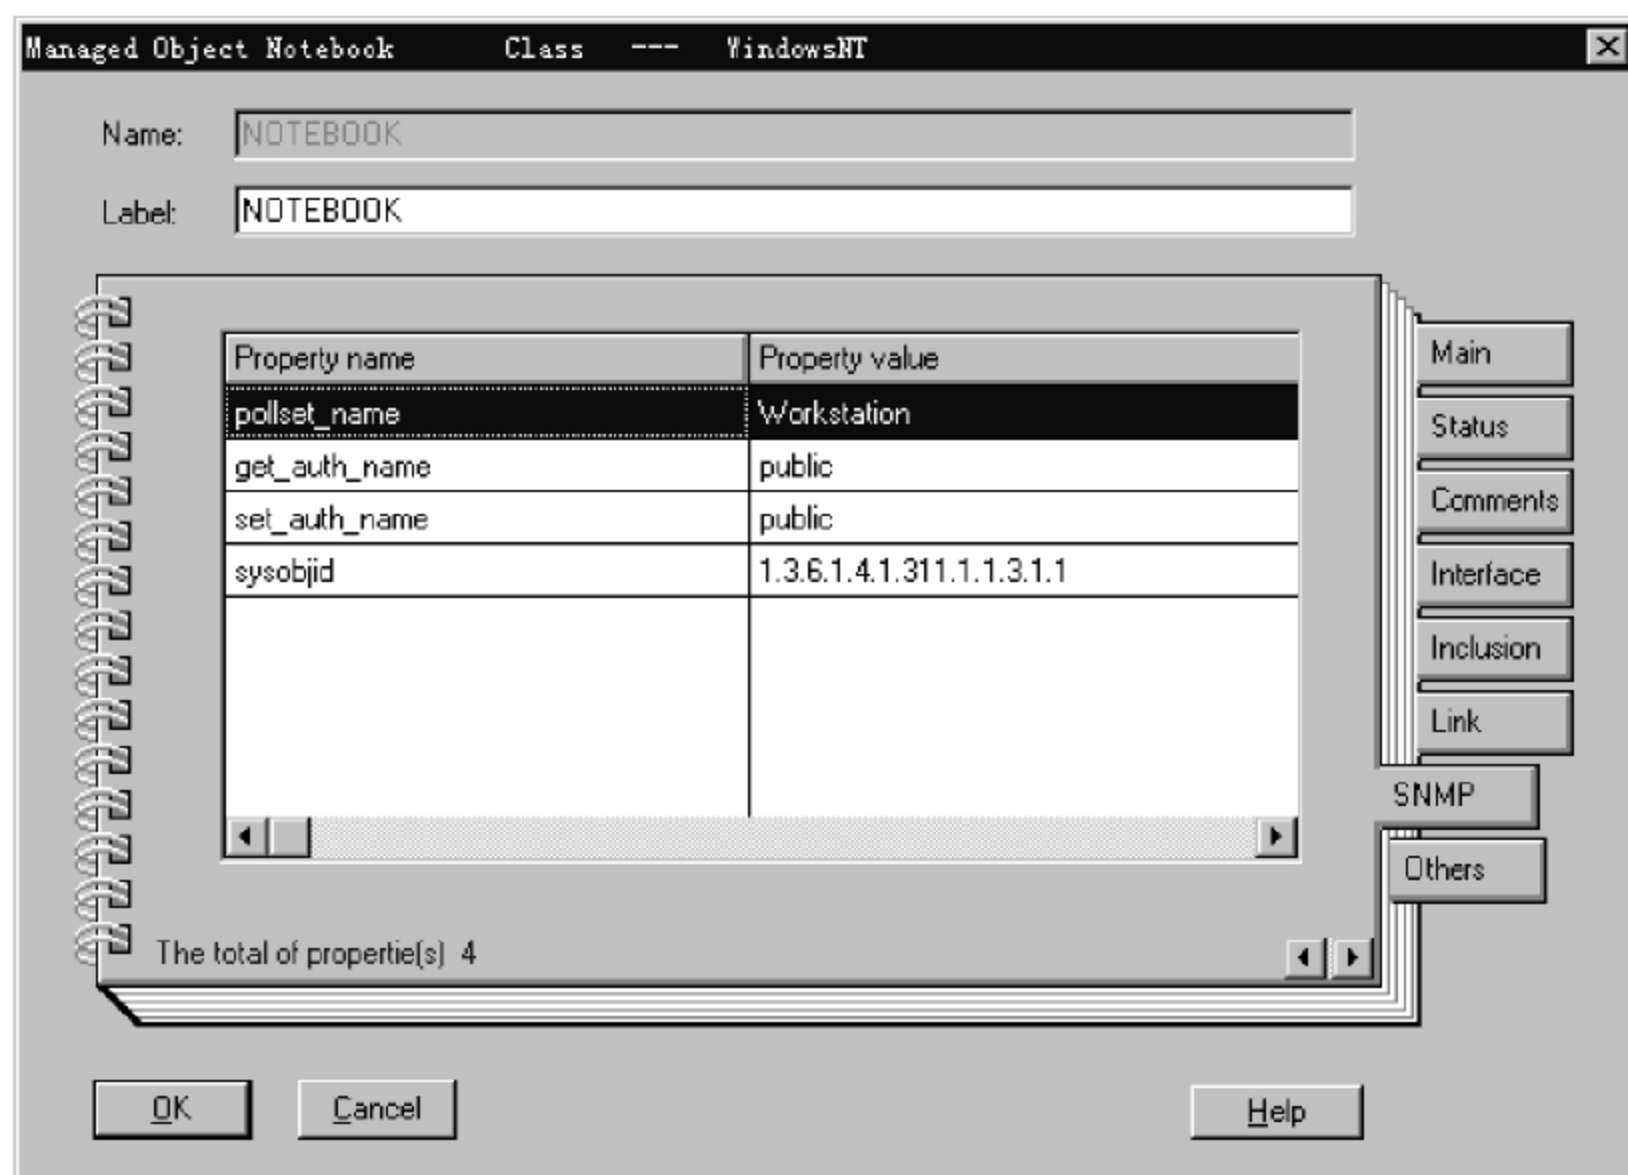 Managed Object Notebook Class --- WindowsNT
Name: NOTEBOOK
Label: NOTEBOOK
Property name Property value
pollset_name Workstation
get_auth_name public
set_auth_name public
sysobjid 1.3.6.1.4.1.311.1.1.3.1.1
Main
Status
Comments
Interface
Inclusion
Link
SNMP
Others
The total of propertie(s) 4
OK Cancel Help